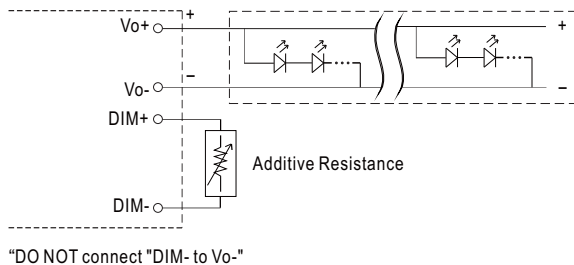 Vo+ + +
Vo- − −
DIM+
Additive Resistance
DIM-
“DO NOT connect "DIM- to Vo-"